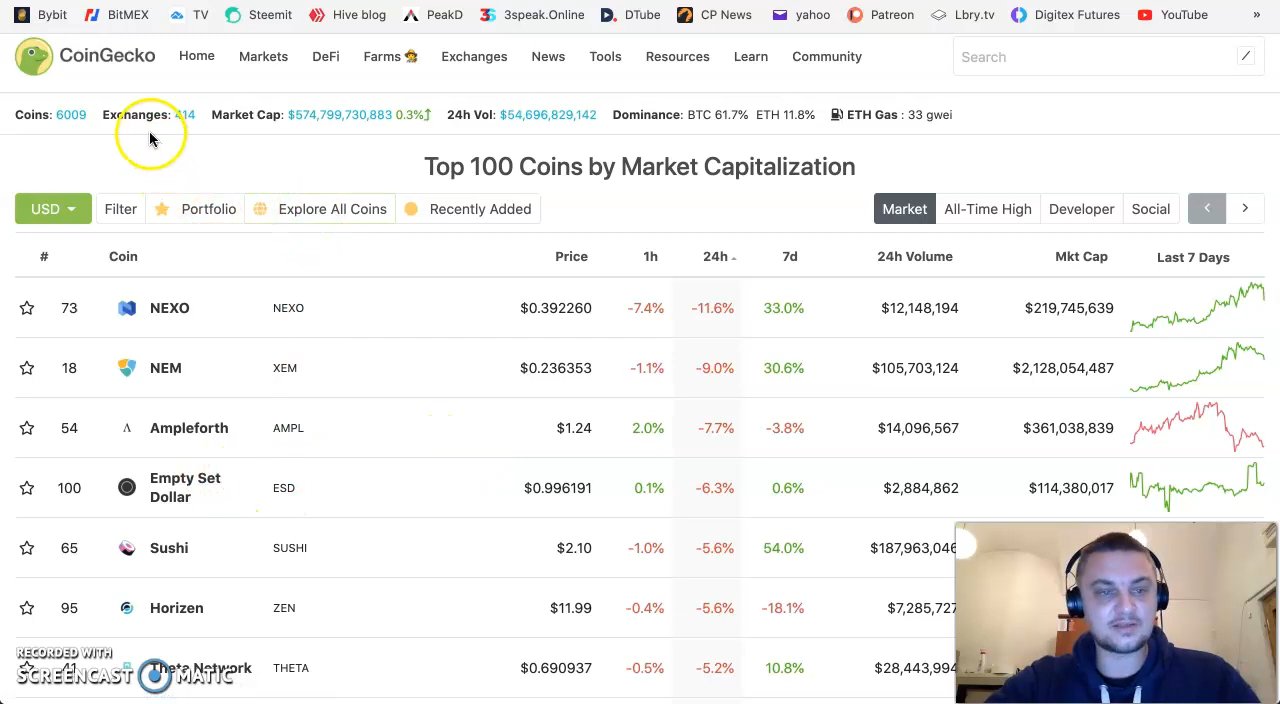 Bybit BitMEX TV Steemit Hive blog PeakD 3speak.Online DTube CP News yahoo Patreon Lbry.tv Digitex Futures YouTube »
CoinGecko Home Markets DeFi Farms Exchanges News Tools Resources Learn Community Search /
Coins: 6009 Exchanges: 414 Market Cap: $574,799,730,883 0.3% 24h Vol: $54,696,829,142 Dominance: BTC 61.7% ETH 11.8% ETH Gas : 33 gwei
Top 100 Coins by Market Capitalization
USD Filter Portfolio Explore All Coins Recently Added Market All-Time High Developer Social < >
# Coin Price 1h 24h 7d 24h Volume Mkt Cap Last 7 Days
73 NEXO NEXO $0.392260 -7.4% -11.6% 33.0% $12,148,194 $219,745,639
18 NEM XEM $0.236353 -1.1% -9.0% 30.6% $105,703,124 $2,128,054,487
54 Ampleforth AMPL $1.24 2.0% -7.7% -3.8% $14,096,567 $361,038,839
100 Empty Set Dollar ESD $0.996191 0.1% -6.3% 0.6% $2,884,862 $114,380,017
65 Sushi SUSHI $2.10 -1.0% -5.6% 54.0% $187,963,046
95 Horizen ZEN $11.99 -0.4% -5.6% -18.1% $7,285,727
Theta Network THETA $0.690937 -0.5% -5.2% 10.8% $28,443,994
RECORDED WITH
SCREENCAST MATIC